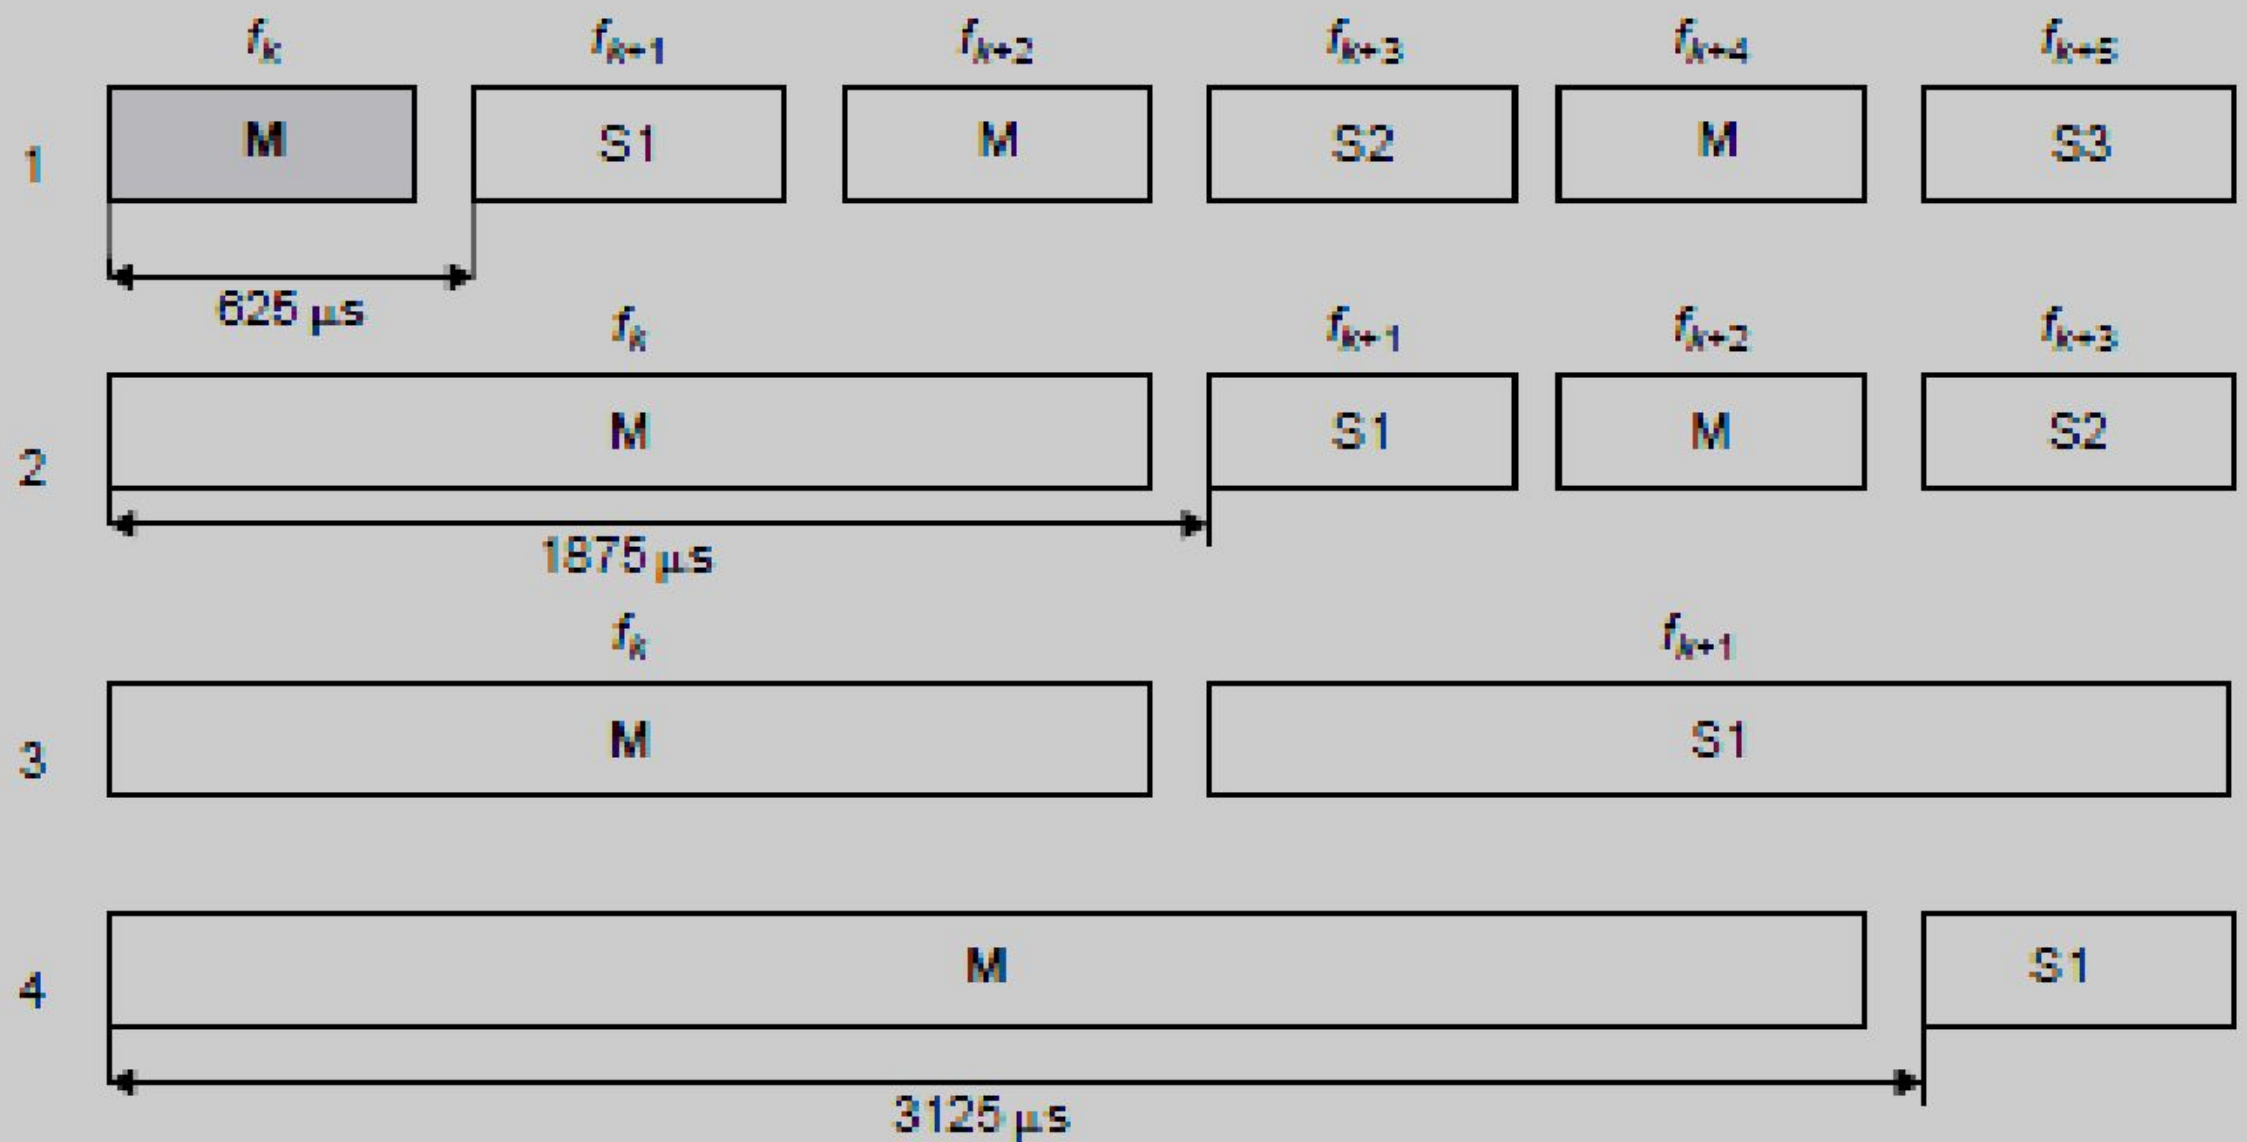 fk fk+1 fk+2 fk+3 fk+4 fk+5
1 M S1 M S2 M S3
625 µs
fk fk+1 fk+2 fk+3
2 M S1 M S2
1875 µs
fk fk+1
3 M S1
4 M S1
3125 µs